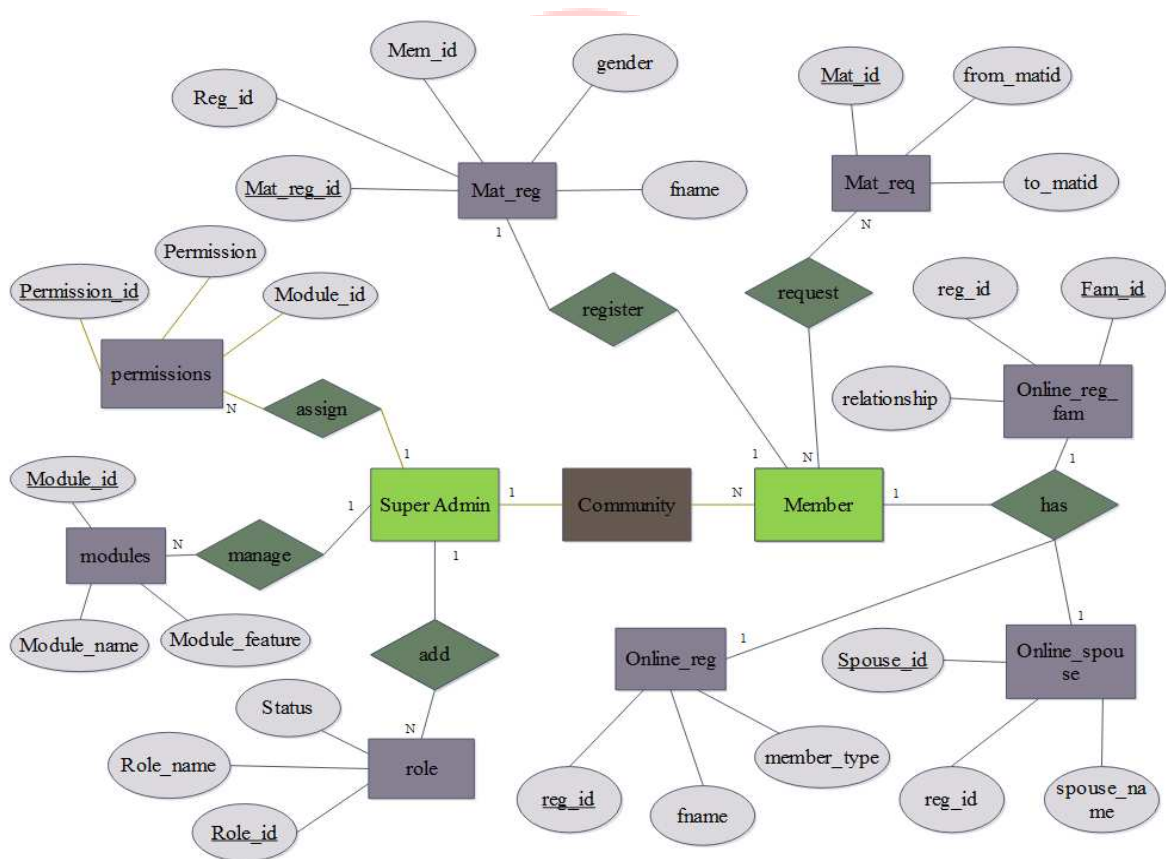 Mem_id
gender
Mat_id
from_matid
Reg_id
Mat_reg_id
Mat_reg
fname
Mat_req
to_matid
1
N
Permission
Permission_id
Module_id
register
request
reg_id
Fam_id
permissions
N
assign
relationship
Online_reg_
fam
1
1
1
N
Module_id
1
Super Admin
1
Community
N
Member
1
has
modules
N
manage
1
1
1
Online_reg
Spouse_id
Online_spou
se
Module_name
Module_feature
add
Status
N
Role_name
role
member_type
Role_id
reg_id
fname
reg_id
spouse_na
me